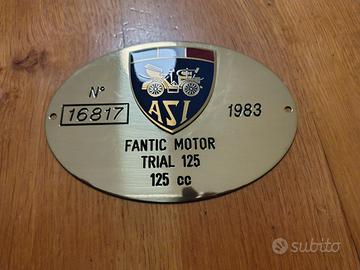 ASI
N°
16817
1983
FANTIC MOTOR
TRIAL 125
125 cc
subito